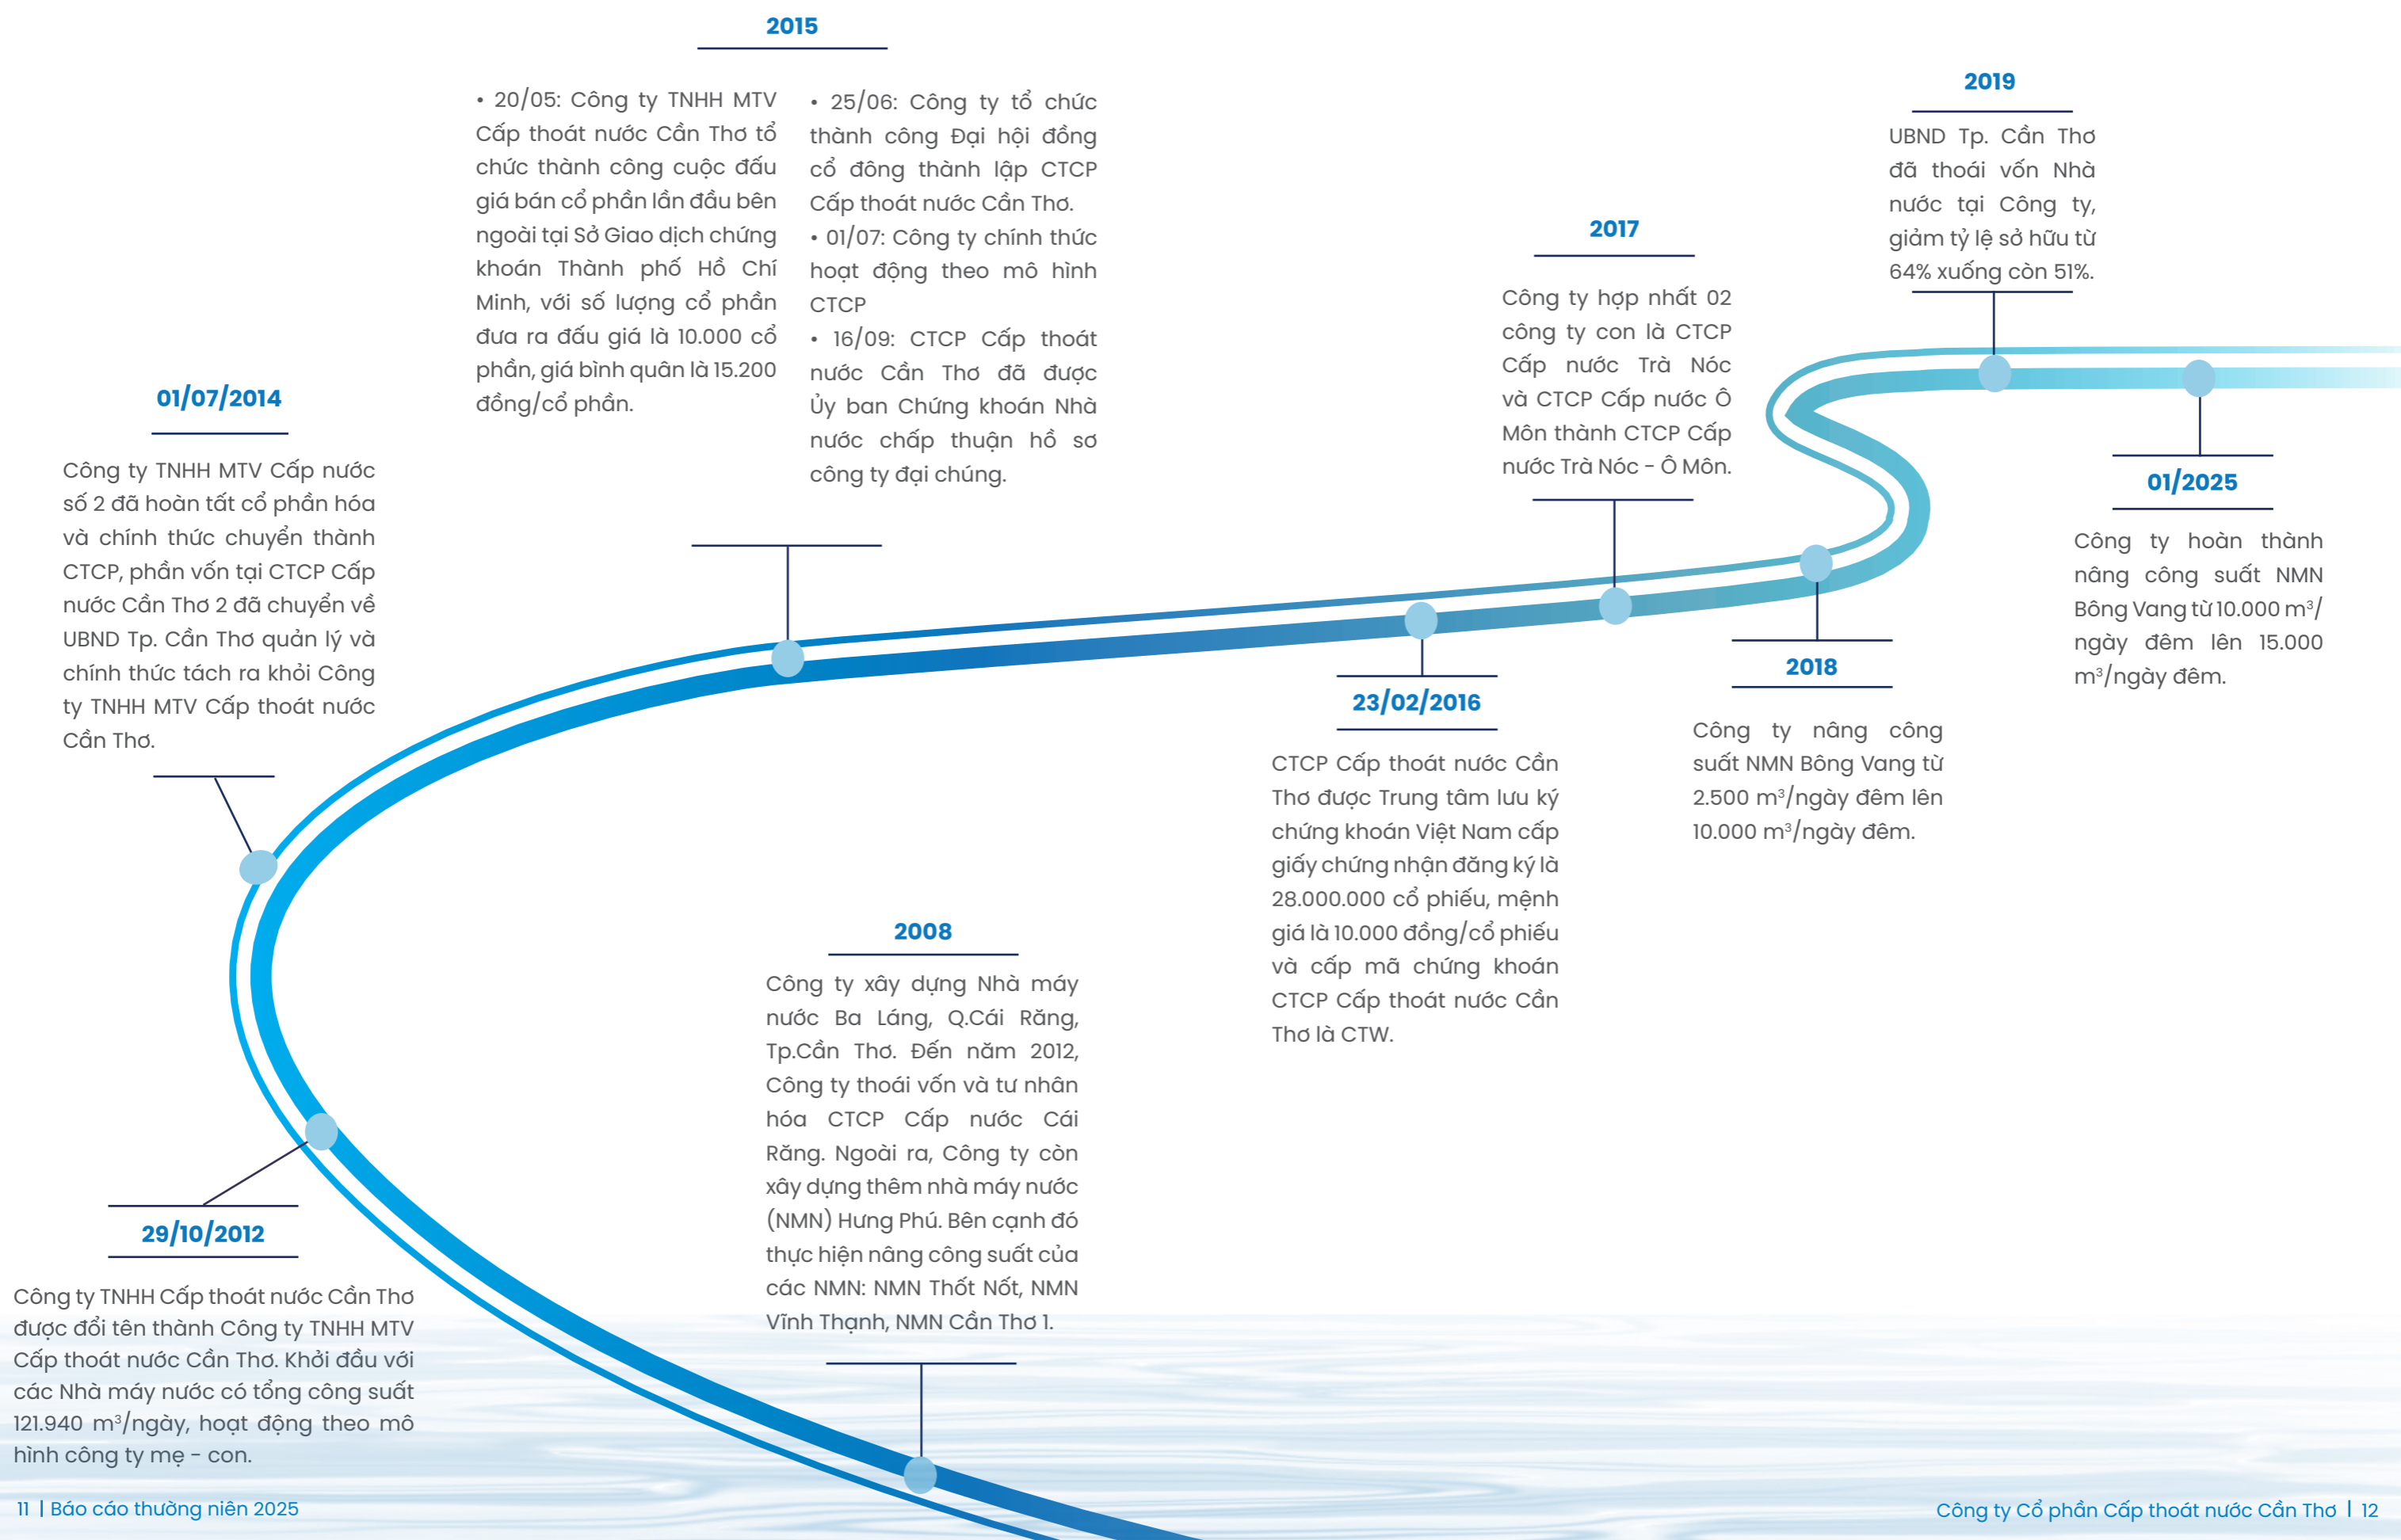 2015
• 20/05: Công ty TNHH MTV
Cấp thoát nước Cần Thơ tổ
chức thành công cuộc đấu
giá bán cổ phần lần đầu bên
ngoài tại Sở Giao dịch chứng
khoán Thành phố Hồ Chí
Minh, với số lượng cổ phần
đưa ra đấu giá là 10.000 cổ
phần, giá bình quân là 15.200
đồng/cổ phần.
• 25/06: Công ty tổ chức
thành công Đại hội đồng
cổ đông thành lập CTCP
Cấp thoát nước Cần Thơ.
• 01/07: Công ty chính thức
hoạt động theo mô hình
CTCP
• 16/09: CTCP Cấp thoát
nước Cần Thơ đã được
Ủy ban Chứng khoán Nhà
nước chấp thuận hồ sơ
công ty đại chúng.
2019
UBND Tp. Cần Thơ
đã thoái vốn Nhà
nước tại Công ty,
giảm tỷ lệ sở hữu từ
64% xuống còn 51%.
2017
Công ty hợp nhất 02
công ty con là CTCP
Cấp nước Trà Nóc
và CTCP Cấp nước Ô
Môn thành CTCP Cấp
nước Trà Nóc - Ô Môn.
01/07/2014
Công ty TNHH MTV Cấp nước
số 2 đã hoàn tất cổ phần hóa
và chính thức chuyển thành
CTCP, phần vốn tại CTCP Cấp
nước Cần Thơ 2 đã chuyển về
UBND Tp. Cần Thơ quản lý và
chính thức tách ra khỏi Công
ty TNHH MTV Cấp thoát nước
Cần Thơ.
01/2025
Công ty hoàn thành
nâng công suất NMN
Bông Vang từ 10.000 m³/
ngày đêm lên 15.000
m³/ngày đêm.
23/02/2016
CTCP Cấp thoát nước Cần
Thơ được Trung tâm lưu ký
chứng khoán Việt Nam cấp
giấy chứng nhận đăng ký là
28.000.000 cổ phiếu, mệnh
giá là 10.000 đồng/cổ phiếu
và cấp mã chứng khoán
CTCP Cấp thoát nước Cần
Thơ là CTW.
2018
Công ty nâng công
suất NMN Bông Vang từ
2.500 m³/ngày đêm lên
10.000 m³/ngày đêm.
2008
Công ty xây dựng Nhà máy
nước Ba Láng, Q.Cái Răng,
Tp.Cần Thơ. Đến năm 2012,
Công ty thoái vốn và tư nhân
hóa CTCP Cấp nước Cái
Răng. Ngoài ra, Công ty còn
xây dựng thêm nhà máy nước
(NMN) Hưng Phú. Bên cạnh đó
thực hiện nâng công suất của
các NMN: NMN Thốt Nốt, NMN
Vĩnh Thạnh, NMN Cần Thơ 1.
29/10/2012
Công ty TNHH Cấp thoát nước Cần Thơ
được đổi tên thành Công ty TNHH MTV
Cấp thoát nước Cần Thơ. Khởi đầu với
các Nhà máy nước có tổng công suất
121.940 m³/ngày, hoạt động theo mô
hình công ty mẹ - con.
11 | Báo cáo thường niên 2025
Công ty Cổ phần Cấp thoát nước Cần Thơ | 12